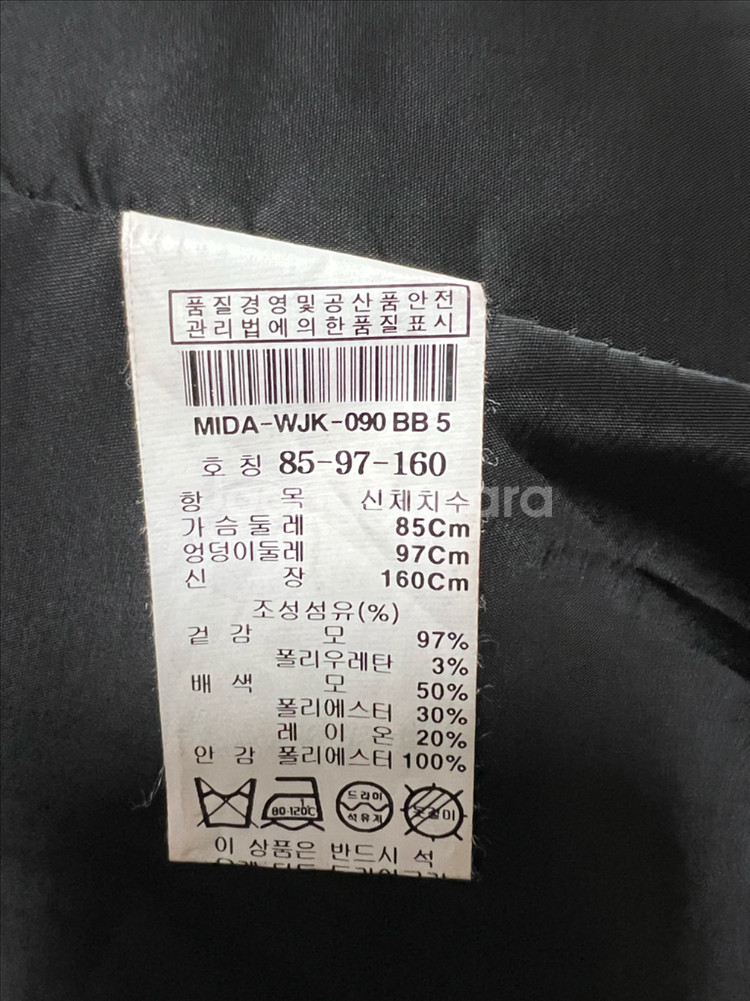 품질경영및공산품안전
관리법에의한품질표시
MIDA-WJK-090 BB 5
호칭 85-97-160
항 목 신체치수
가슴둘레 85Cm
엉덩이둘레 97Cm
신 장 160Cm
조성섬유(%)
겉감 모 97%
폴리우레탄 3%
배색 모 50%
폴리에스터 30%
레이온 20%
안감 폴리에스터 100%
80-120℃
드라이
석유계
이 상품은 반드시 석